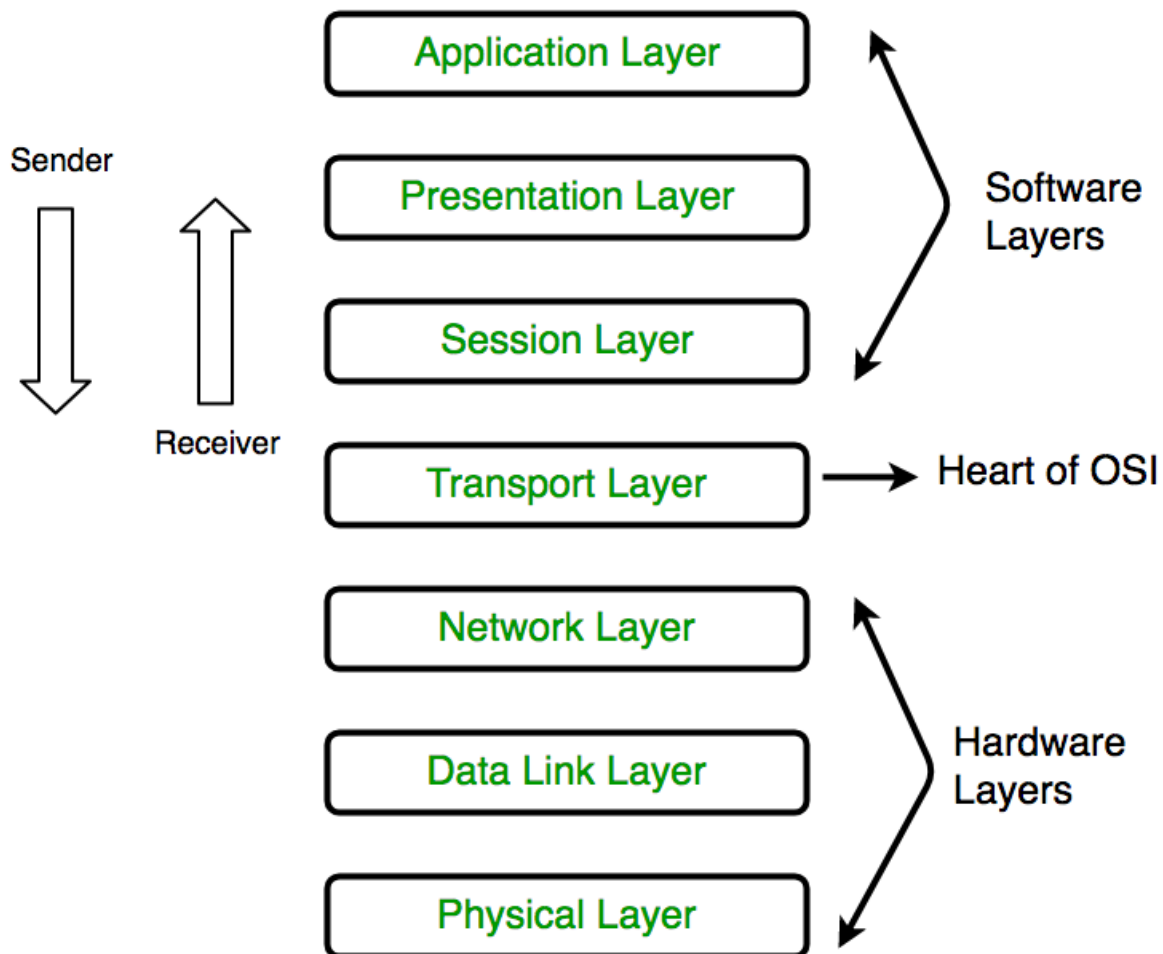 Application Layer
Sender
Presentation Layer
Software
Layers
Session Layer
Receiver
Transport Layer
Heart of OSI
Network Layer
Hardware
Layers
Data Link Layer
Physical Layer